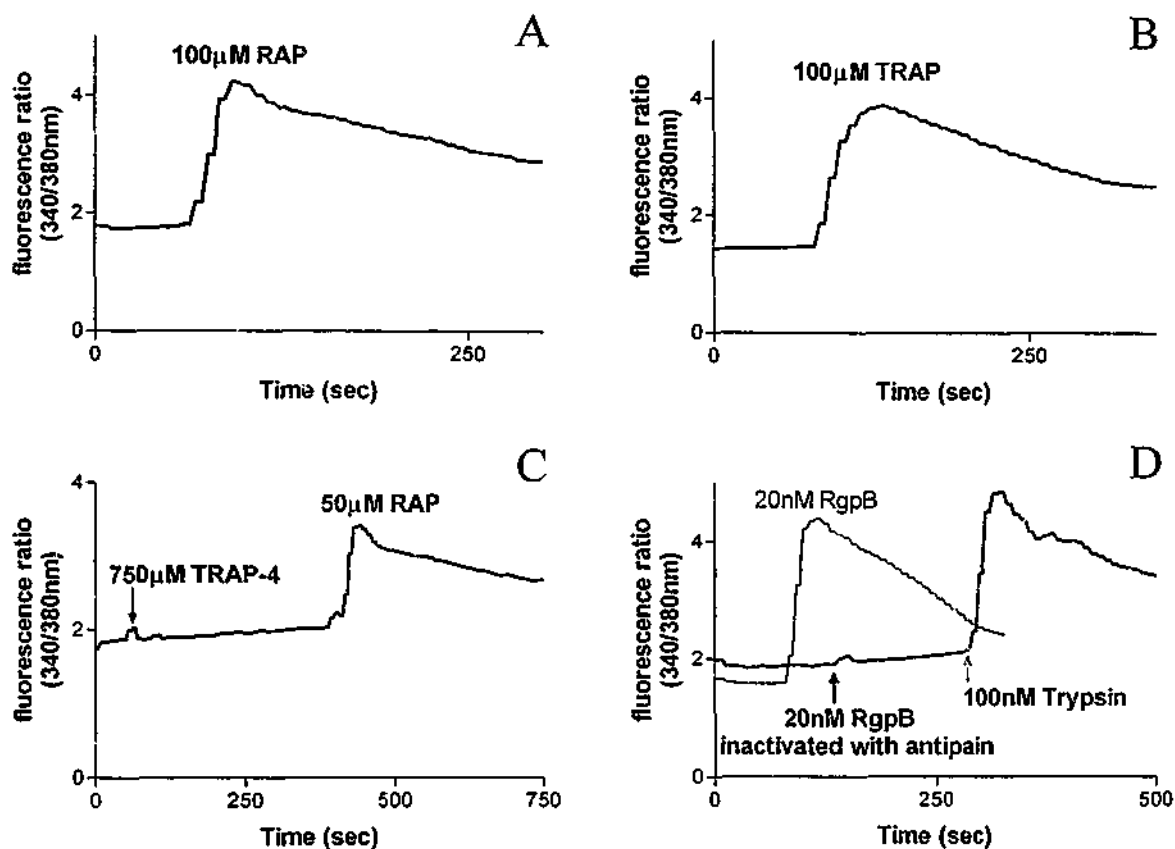 A
100µM RAP
fluorescence ratio
(340/380nm)
4
2
0
0
250
Time (sec)
B
100µM TRAP
fluorescence ratio
(340/380nm)
4
2
0
0
250
Time (sec)
C
50µM RAP
750µM TRAP-4
fluorescence ratio
(340/380nm)
4
2
0
0
250
500
750
Time (sec)
D
20nM RgpB
100nM Trypsin
20nM RgpB
inactivated with antipain
fluorescence ratio
(340/380nm)
4
2
0
0
250
500
Time (sec)